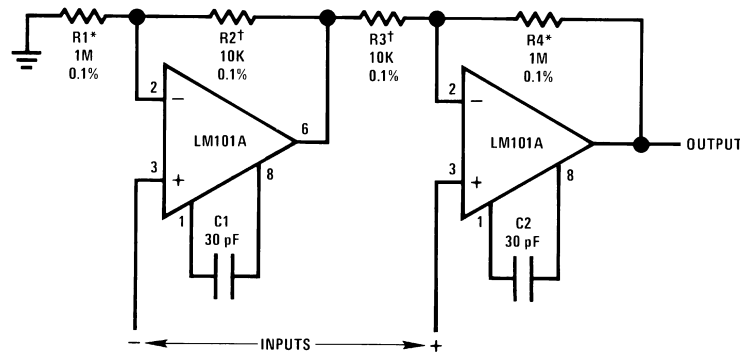 R1*
1M
0.1%
R2†
10K
0.1%
R3†
10K
0.1%
R4*
1M
0.1%
2
−
LM101A
6
3
+
1
8
C1
30 pF
2
−
LM101A
OUTPUT
3
+
1
8
C2
30 pF
− INPUTS +